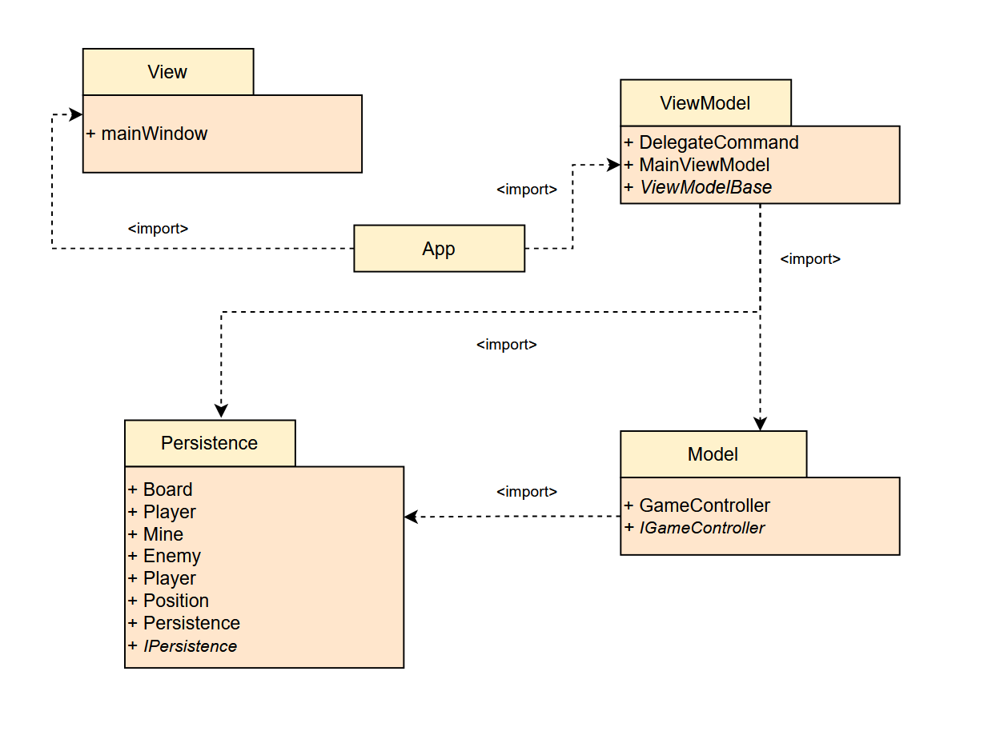 View
+ mainWindow
ViewModel
+ DelegateCommand
+ MainViewModel
+ ViewModelBase
<import>
<import>
App
<import>
<import>
Persistence
+ Board
+ Player
+ Mine
+ Enemy
+ Player
+ Position
+ Persistence
+ IPersistence
<import>
Model
+ GameController
+ IGameController